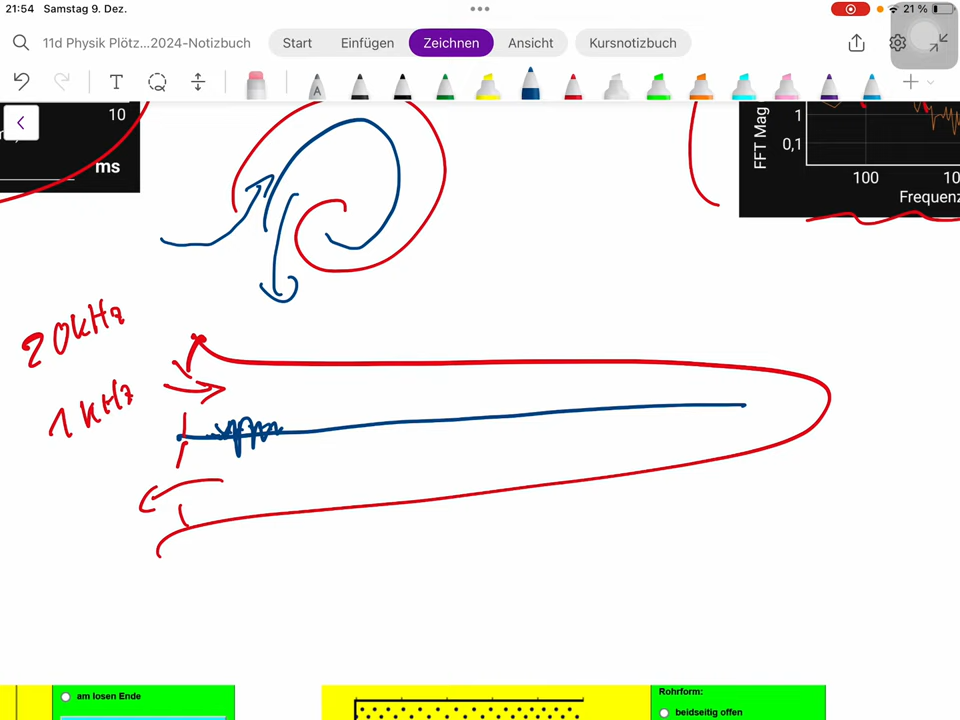 21:54 Samstag 9. Dez.
21 %
11d Physik Plötz...2024-Notizbuch
Start
Einfügen
Zeichnen
Ansicht
Kursnotizbuch
T
A
10
ms
FFT Mag
1
0,1
100
10
Frequenz
20kHz
1kHz
am losen Ende
Rohrform:
beidseitig offen